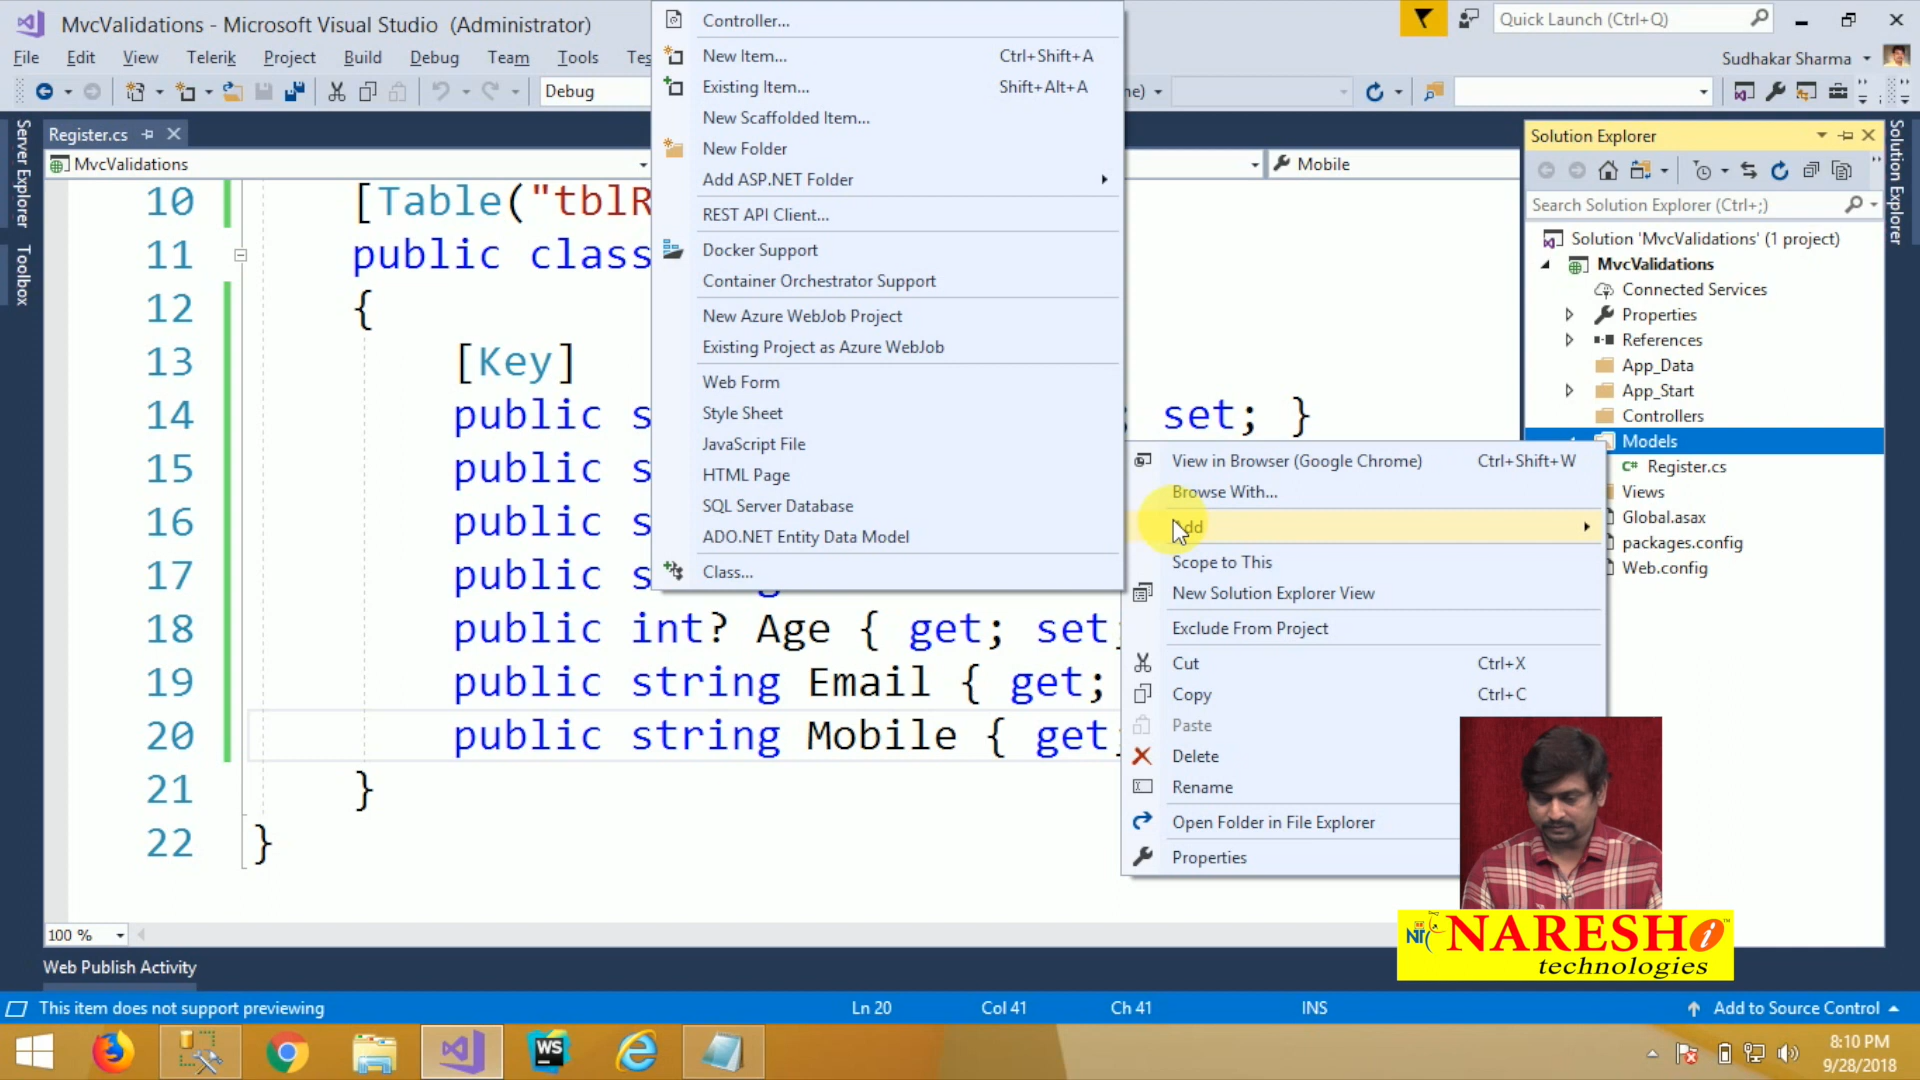 MvcValidations - Microsoft Visual Studio (Administrator)
Quick Launch (Ctrl+Q)
File Edit View Telerik Project Build Debug Team Tools
Sudhakar Sharma
Debug
Register.cs
MvcValidations
Mobile
10 [Table("tblR
11 public class
12 {
13 [Key]
14 public s set; }
15 public s
16 public s
17 public s
18 public int? Age { get; set;
19 public string Email { get;
20 public string Mobile { get;
21 }
22 }
Controller...
New Item... Ctrl+Shift+A
Existing Item... Shift+Alt+A
New Scaffolded Item...
New Folder
Add ASP.NET Folder
REST API Client...
Docker Support
Container Orchestrator Support
New Azure WebJob Project
Existing Project as Azure WebJob
Web Form
Style Sheet
JavaScript File
HTML Page
SQL Server Database
ADO.NET Entity Data Model
Class...
View in Browser (Google Chrome) Ctrl+Shift+W
Browse With...
Add
Scope to This
New Solution Explorer View
Exclude From Project
Cut Ctrl+X
Copy Ctrl+C
Paste
Delete
Rename
Open Folder in File Explorer
Properties
Solution Explorer
Search Solution Explorer (Ctrl+;)
Solution 'MvcValidations' (1 project)
MvcValidations
Connected Services
Properties
References
App_Data
App_Start
Controllers
Models
Register.cs
Views
Global.asax
packages.config
Web.config
Server Explorer
Toolbox
Solution Explorer
NARESH i
technologies
100 %
Web Publish Activity
This item does not support previewing
Ln 20 Col 41 Ch 41 INS
Add to Source Control
WS
8:10 PM
9/28/2018